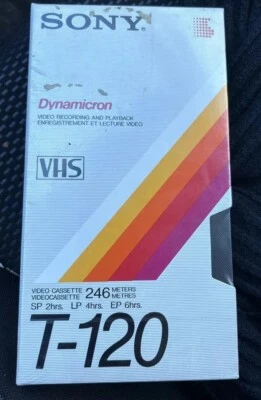 SONY
Dynamicron
VIDEO RECORDING AND PLAYBACK
ENREGISTREMENT ET LECTURE VIDÉO
VHS
VIDEO CASSETTE 246 METERS
VIDEOCASSETTE METRES
SP 2hrs. LP 4hrs. EP 6hrs.
T-120